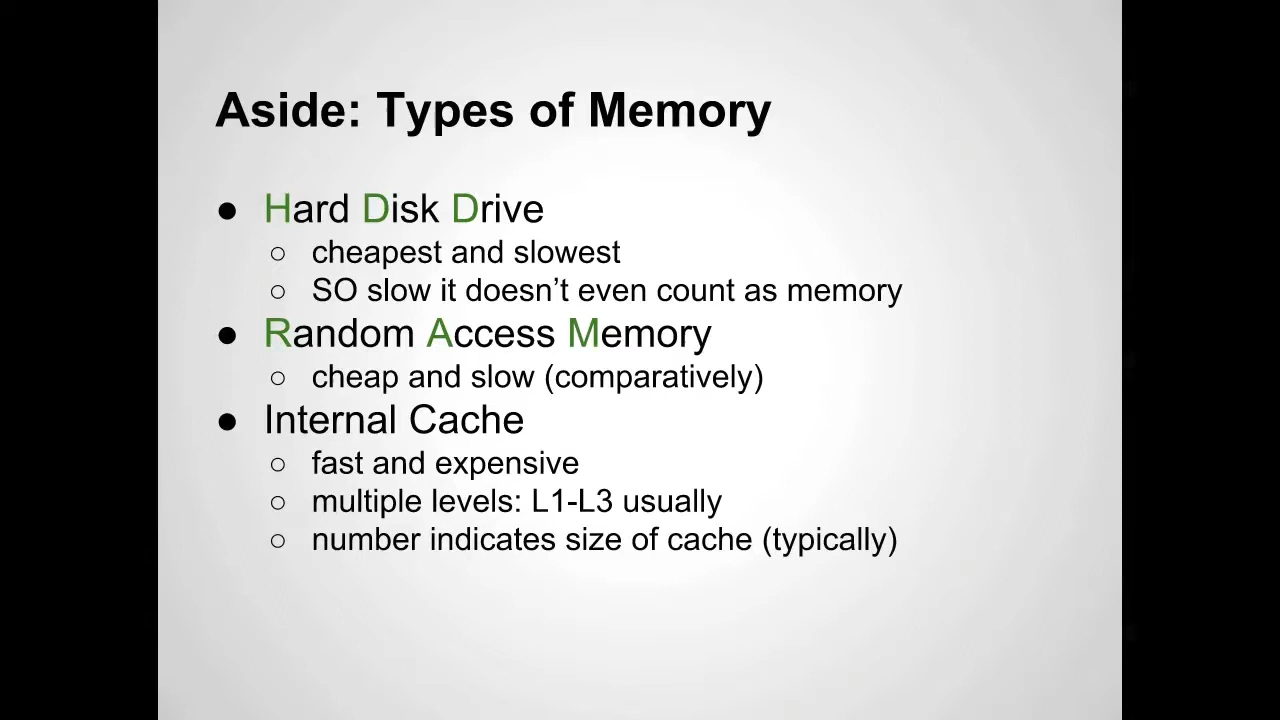 Aside: Types of Memory
● Hard Disk Drive
○ cheapest and slowest
○ SO slow it doesn’t even count as memory
● Random Access Memory
○ cheap and slow (comparatively)
● Internal Cache
○ fast and expensive
○ multiple levels: L1-L3 usually
○ number indicates size of cache (typically)